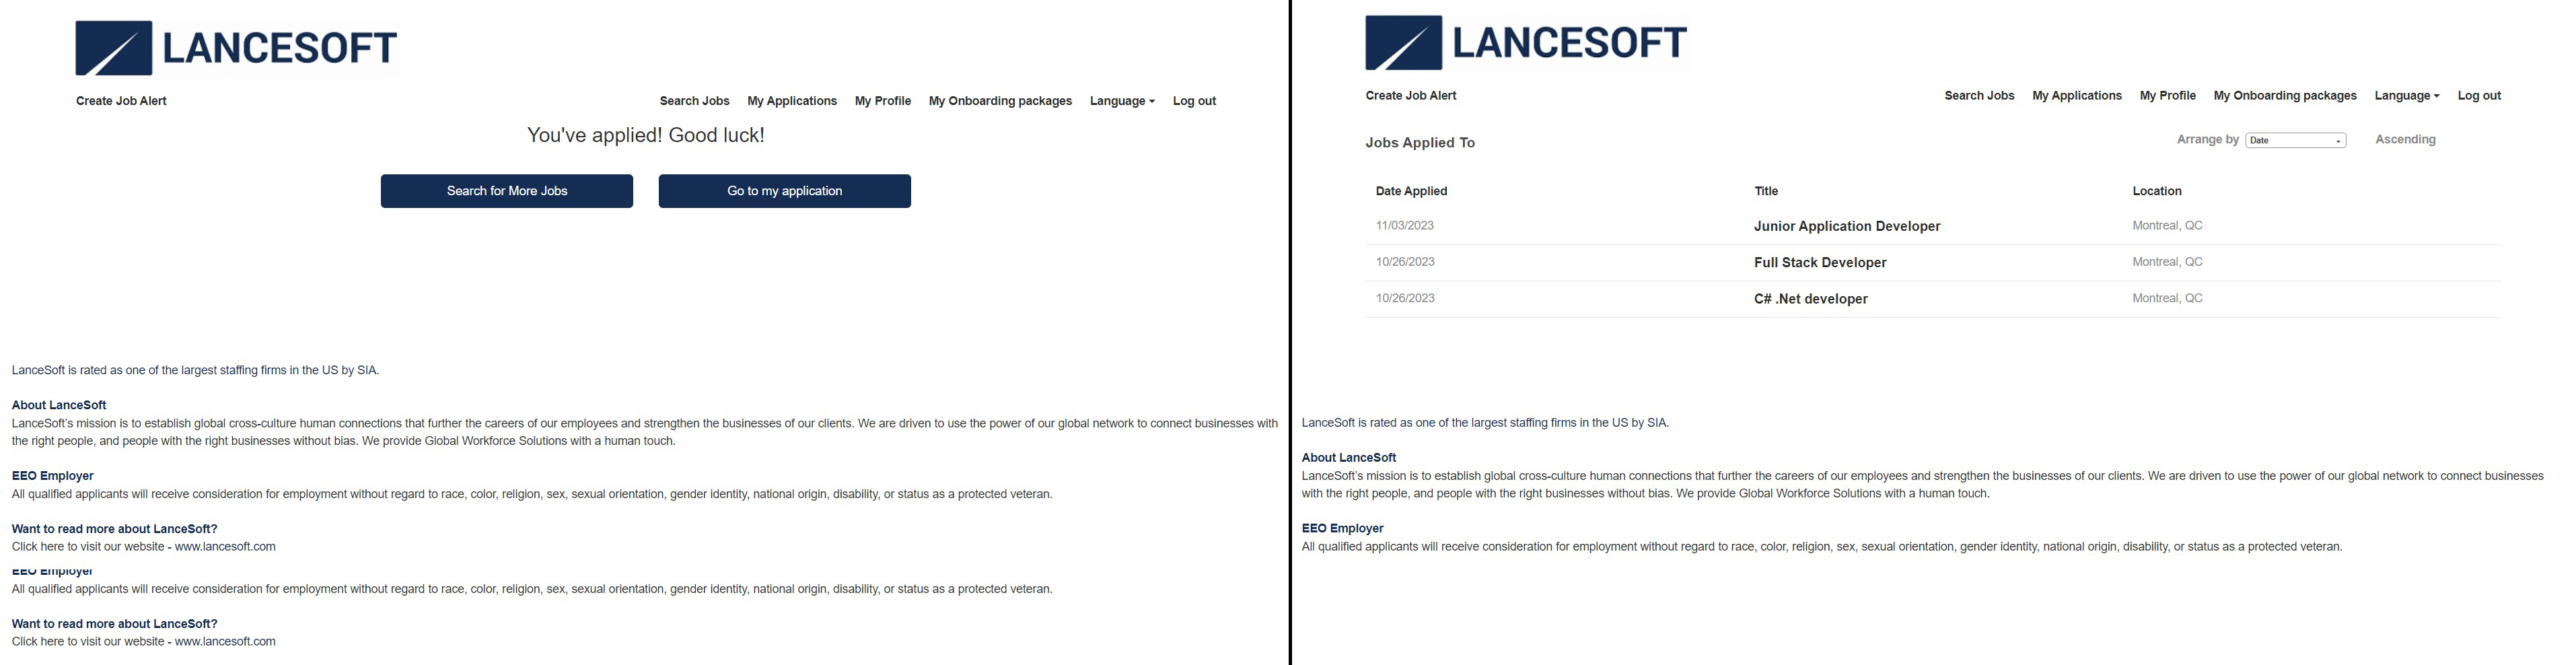 LANCESOFT
Create Job Alert
Search Jobs My Applications My Profile My Onboarding packages Language Log out
You've applied! Good luck!
Search for More Jobs Go to my application
LanceSoft is rated as one of the largest staffing firms in the US by SIA.
About LanceSoft
LanceSoft's mission is to establish global cross-culture human connections that further the careers of our employees and strengthen the businesses of our clients. We are driven to use the power of our global network to connect businesses with
the right people, and people with the right businesses without bias. We provide Global Workforce Solutions with a human touch.
EEO Employer
All qualified applicants will receive consideration for employment without regard to race, color, religion, sex, sexual orientation, gender identity, national origin, disability, or status as a protected veteran.
Want to read more about LanceSoft?
Click here to visit our website - www.lancesoft.com
EEO Employer
All qualified applicants will receive consideration for employment without regard to race, color, religion, sex, sexual orientation, gender identity, national origin, disability, or status as a protected veteran.
Want to read more about LanceSoft?
Click here to visit our website - www.lancesoft.com
LANCESOFT
Create Job Alert
Search Jobs My Applications My Profile My Onboarding packages Language Log out
Jobs Applied To
Arrange by Date Ascending
Date Applied Title Location
11/03/2023 Junior Application Developer Montreal, QC
10/26/2023 Full Stack Developer Montreal, QC
10/26/2023 C# .Net developer Montreal, QC
LanceSoft is rated as one of the largest staffing firms in the US by SIA.
About LanceSoft
LanceSoft's mission is to establish global cross-culture human connections that further the careers of our employees and strengthen the businesses of our clients. We are driven to use the power of our global network to connect businesses
with the right people, and people with the right businesses without bias. We provide Global Workforce Solutions with a human touch.
EEO Employer
All qualified applicants will receive consideration for employment without regard to race, color, religion, sex, sexual orientation, gender identity, national origin, disability, or status as a protected veteran.